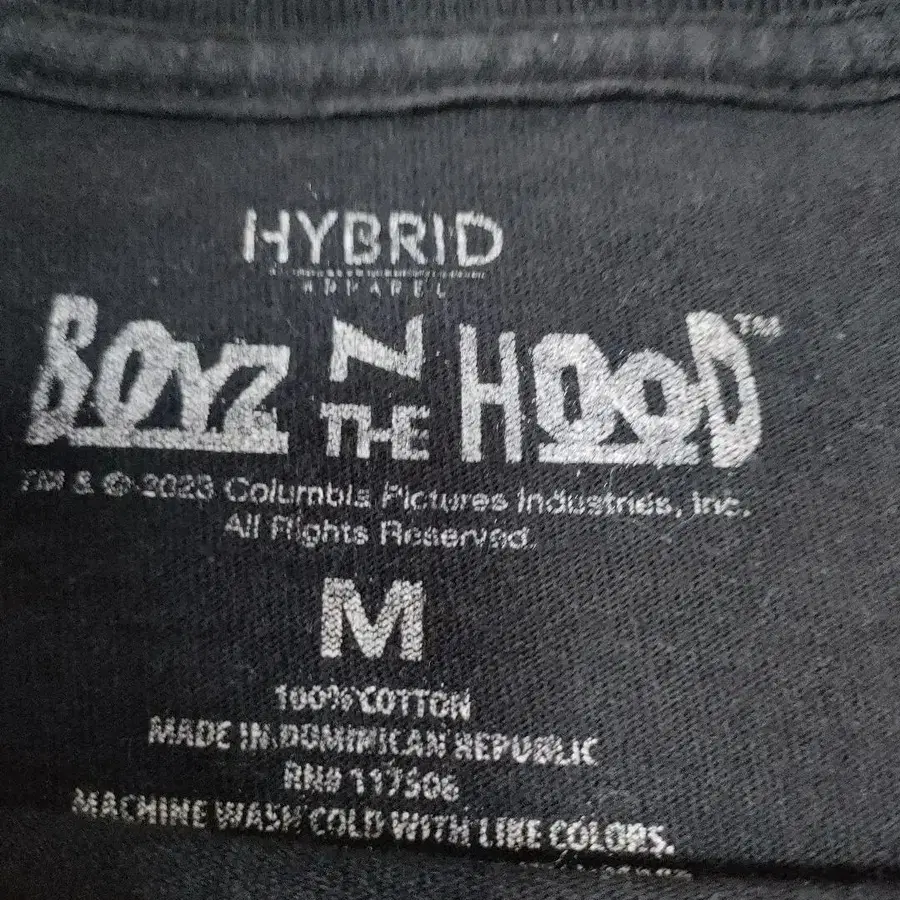 HYBRID
APPAREL
BOYZ N THE HOOD™
TM & © 2023 Columbia Pictures Industries, Inc.
All Rights Reserved.
M
100% COTTON
MADE IN DOMINICAN REPUBLIC
RN# 117506
MACHINE WASH COLD WITH LIKE COLORS.